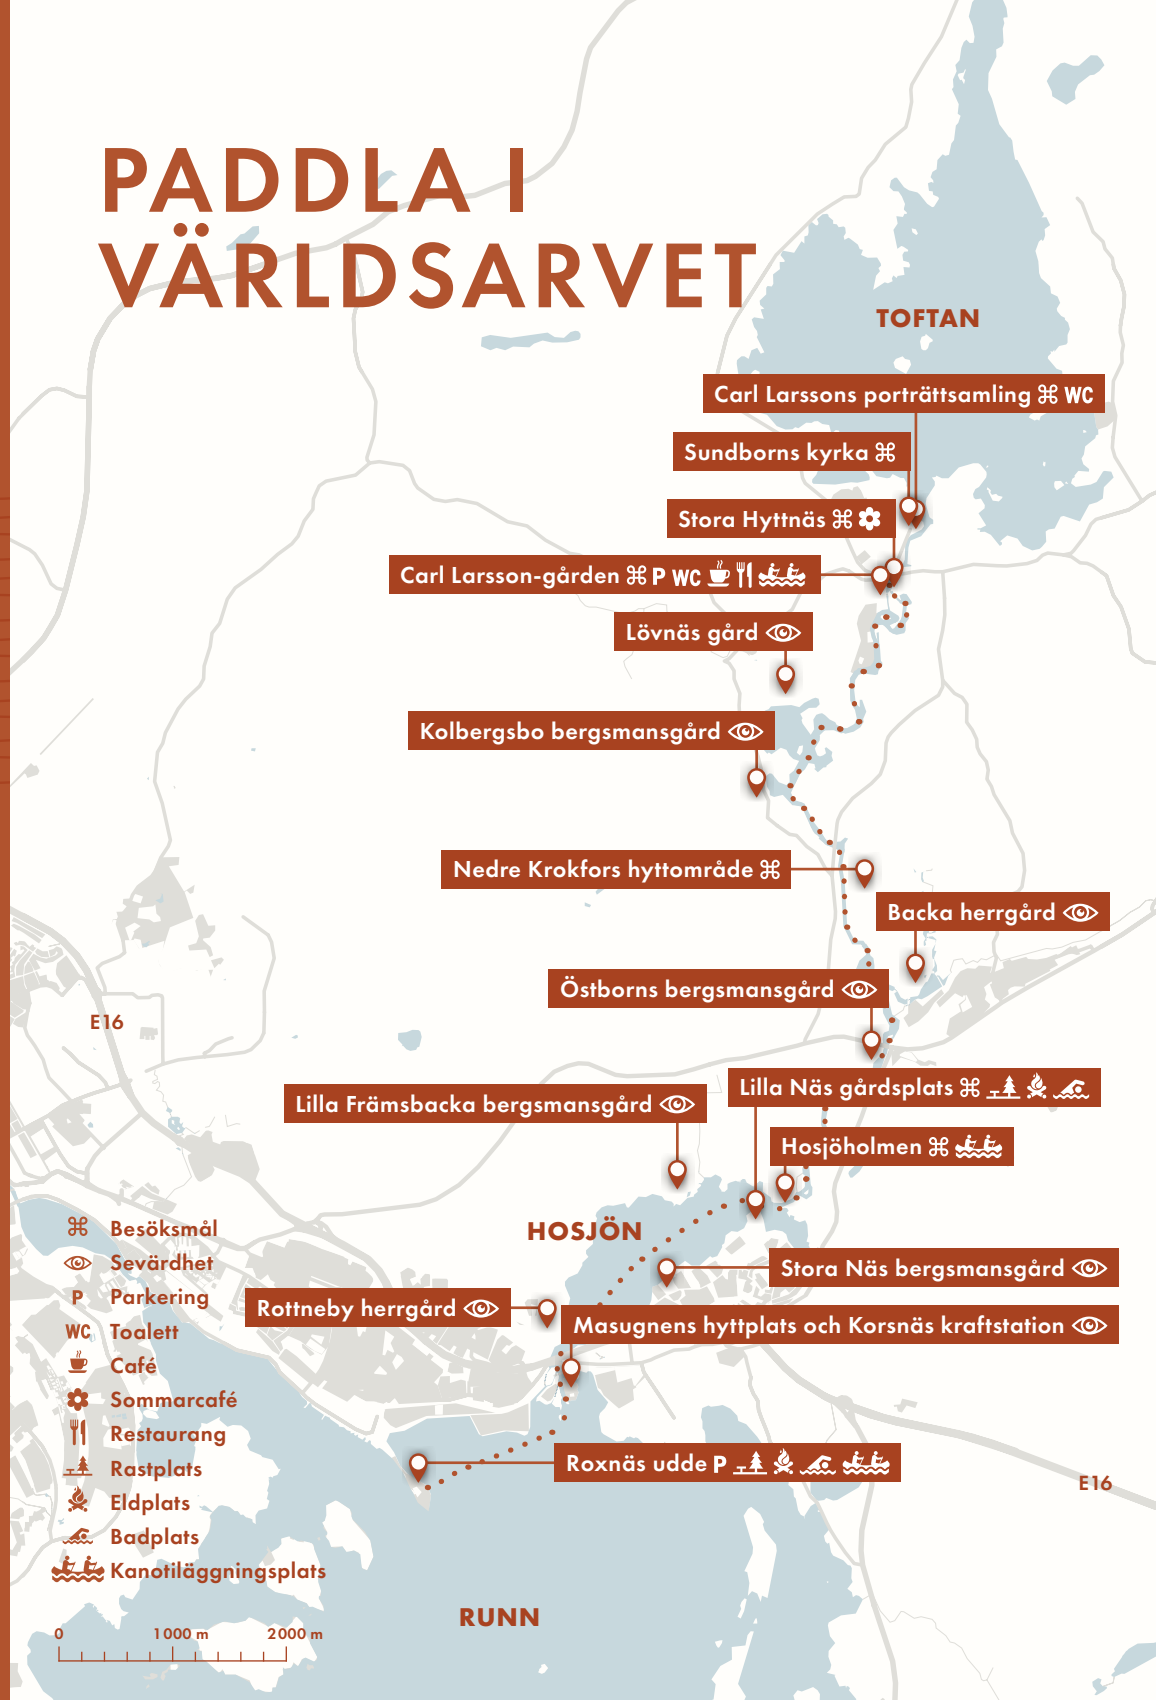 PADDLA I
VÄRLDSARVET
TOFTAN
Carl Larssons porträttsamling WC
Sundborns kyrka
Stora Hyttnäs
Carl Larsson-gården P WC
Lövnäs gård
Kolbergsbo bergsmansgård
Nedre Krokfors hyttområde
Backa herrgård
Östborns bergsmansgård
E16
Lilla Näs gårdsplats
Lilla Främsbacka bergsmansgård
Hosjöholmen
HOSJÖN
Stora Näs bergsmansgård
Rottneby herrgård
Masugnens hyttplats och Korsnäs kraftstation
Roxnäs udde P
E16
RUNN
Besöksmål
Sevärdhet
P Parkering
WC Toalett
Café
Sommarcafé
Restaurang
Rastplats
Eldplats
Badplats
Kanotiläggningsplats
0 1000 m 2000 m